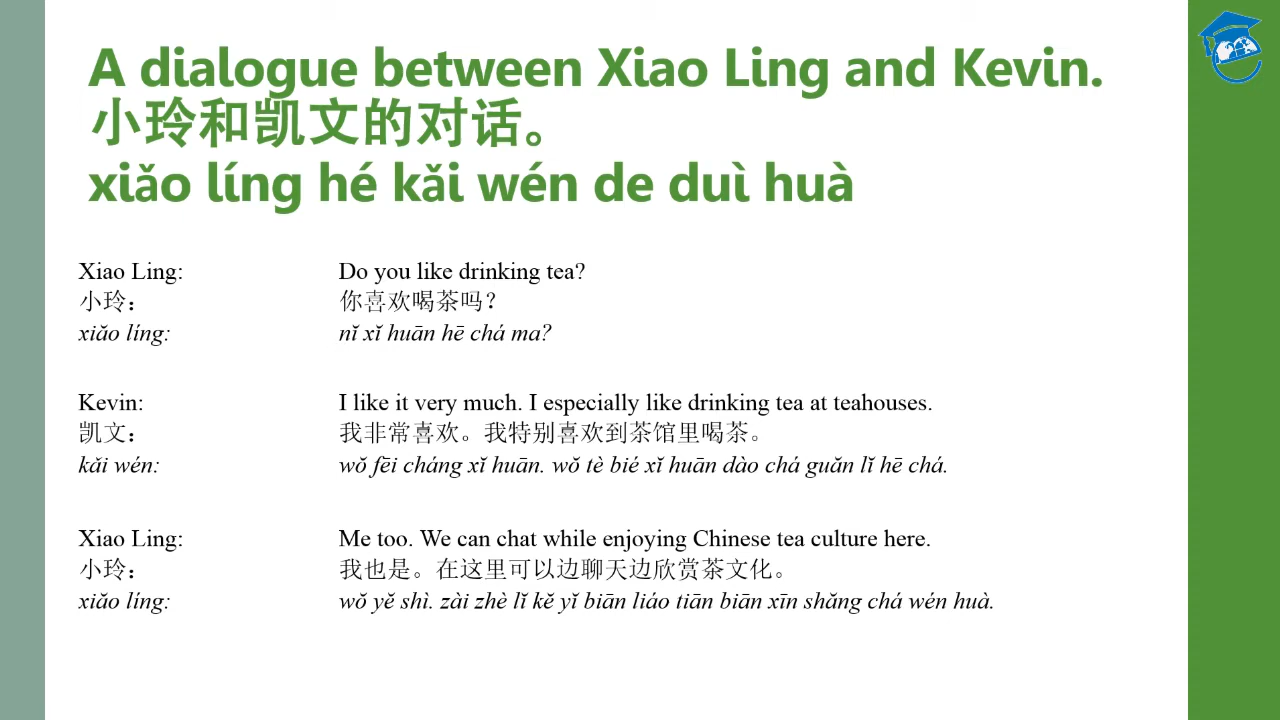 A dialogue between Xiao Ling and Kevin.
小玲和凯文的对话。
xiǎo líng hé kǎi wén de duì huà
Xiao Ling: Do you like drinking tea?
小玲： 你喜欢喝茶吗？
xiǎo líng: nǐ xǐ huān hē chá ma?
Kevin: I like it very much. I especially like drinking tea at teahouses.
凯文： 我非常喜欢。我特别喜欢到茶馆里喝茶。
kǎi wén: wǒ fēi cháng xǐ huān. wǒ tè bié xǐ huān dào chá guǎn lǐ hē chá.
Xiao Ling: Me too. We can chat while enjoying Chinese tea culture here.
小玲： 我也是。在这里可以边聊天边欣赏茶文化。
xiǎo líng: wǒ yě shì. zài zhè lǐ kě yǐ biān liáo tiān biān xīn shǎng chá wén huà.